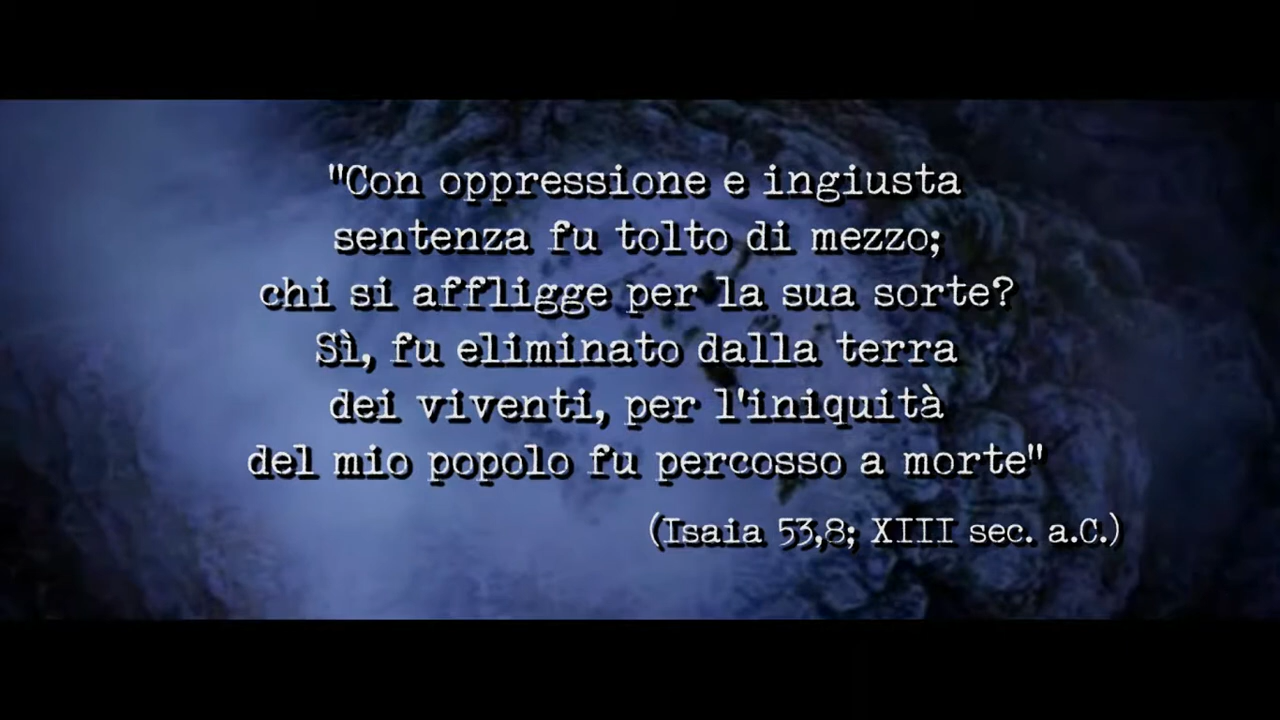 "Con oppressione e ingiusta
sentenza fu tolto di mezzo;
chi si affligge per la sua sorte?
Sì, fu eliminato dalla terra
dei viventi, per l'iniquità
del mio popolo fu percosso a morte"
(Isaia 53,8; XIII sec. a.C.)